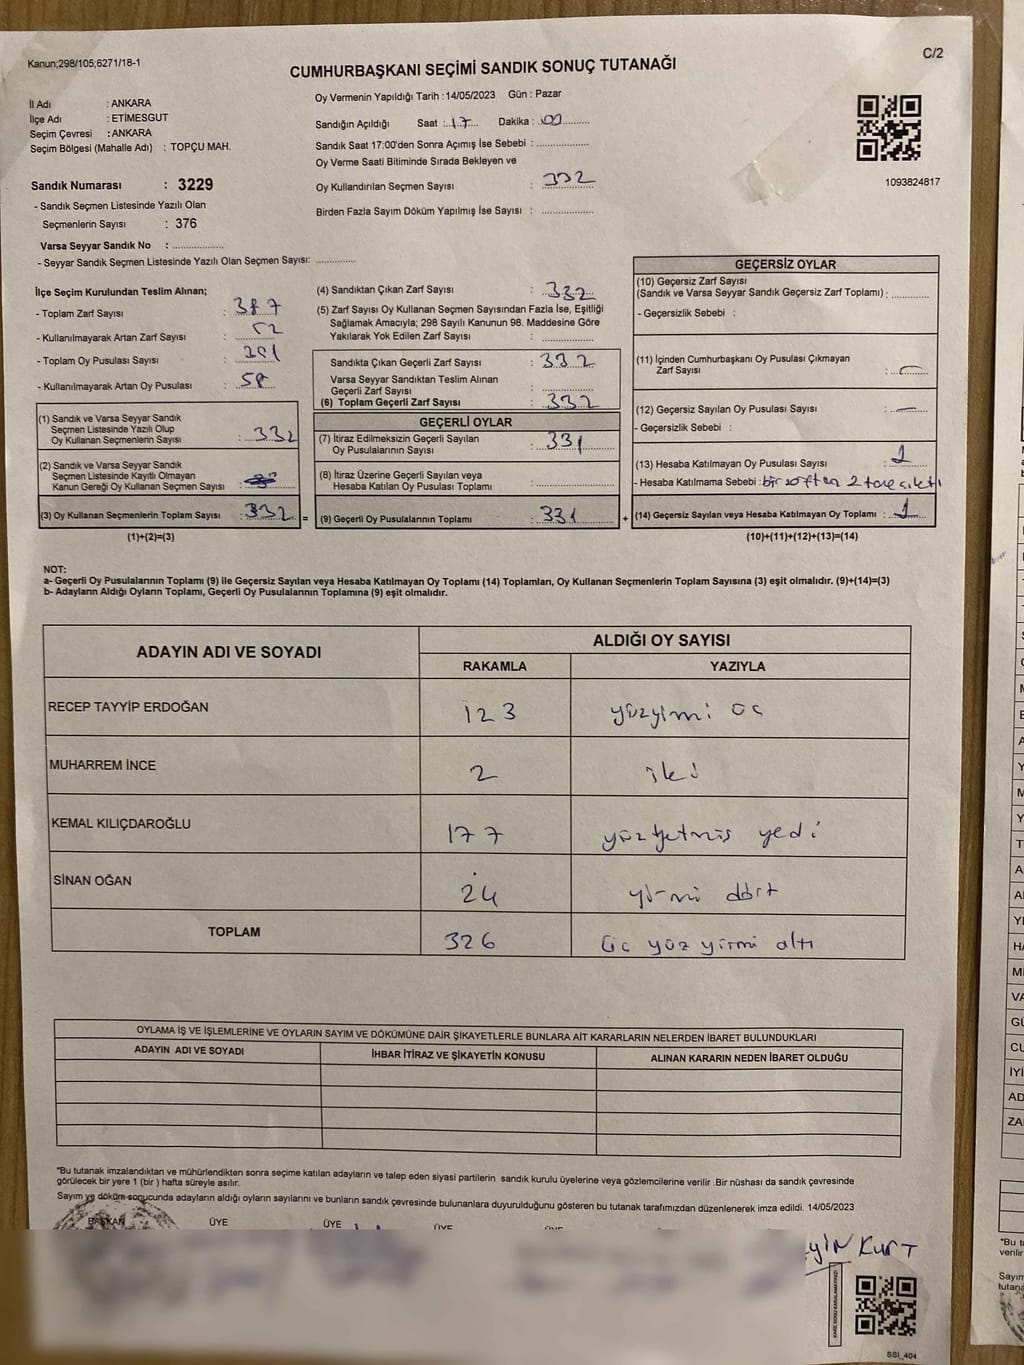 Kanun;298/105;6271/18-1
C/2
CUMHURBAŞKANI SEÇİMİ SANDIK SONUÇ TUTANAĞI
İl Adı : ANKARA
İlçe Adı : ETİMESGUT
Seçim Çevresi : ANKARA
Seçim Bölgesi (Mahalle Adı) : TOPÇU MAH.
Sandık Numarası : 3229
- Sandık Seçmen Listesinde Yazılı Olan
Seçmenlerin Sayısı : 376
Varsa Seyyar Sandık No : ..............
- Seyyar Sandık Seçmen Listesinde Yazılı Olan Seçmen Sayısı: ............
Oy Vermenin Yapıldığı Tarih : 14/05/2023 Gün : Pazar
Sandığın Açıldığı Saat : 17 Dakika : 00
Sandık Saat 17:00'den Sonra Açımış İse Sebebi : ................
Oy Verme Saati Bitiminde Sırada Bekleyen ve
Oy Kullandırılan Seçmen Sayısı : 332
Birden Fazla Sayım Döküm Yapılmış İse Sayısı : ................
1093824817
İlçe Seçim Kurulundan Teslim Alınan;
- Toplam Zarf Sayısı : 387
- Kullanılmayarak Artan Zarf Sayısı : 52
- Toplam Oy Pusulası Sayısı :
- Kullanılmayarak Artan Oy Pusulası : 58
(1) Sandık ve Varsa Seyyar Sandık
Seçmen Listesinde Yazılı Olup
Oy Kullanan Seçmenlerin Sayısı : 332
(2) Sandık ve Varsa Seyyar Sandık
Seçmen Listesinde Kayıtlı Olmayan
Kanun Gereği Oy Kullanan Seçmen Sayısı :
(3) Oy Kullanan Seçmenlerin Toplam Sayısı : 332 =
(1)+(2)=(3)
(4) Sandıktan Çıkan Zarf Sayısı : 332
(5) Zarf Sayısı Oy Kullanan Seçmen Sayısından Fazla İse, Eşitliği
Sağlamak Amacıyla; 298 Sayılı Kanunun 98. Maddesine Göre
Yakılarak Yok Edilen Zarf Sayısı : ................
Sandıkta Çıkan Geçerli Zarf Sayısı : 332
Varsa Seyyar Sandıktan Teslim Alınan
Geçerli Zarf Sayısı : ................
(6) Toplam Geçerli Zarf Sayısı : 332
GEÇERLİ OYLAR
(7) İtiraz Edilmeksizin Geçerli Sayılan
Oy Pusulalarının Sayısı : 331
(8) İtiraz Üzerine Geçerli Sayılan veya
Hesaba Katılan Oy Pusulası Toplamı : ................
(9) Geçerli Oy Pusulalarının Toplamı : 331 +
GEÇERSİZ OYLAR
(10) Geçersiz Zarf Sayısı
(Sandık ve Varsa Seyyar Sandık Geçersiz Zarf Toplamı) : ............
- Geçersizlik Sebebi :
(11) İçinden Cumhurbaşkanı Oy Pusulası Çıkmayan
Zarf Sayısı : —
(12) Geçersiz Sayılan Oy Pusulası Sayısı : —
- Geçersizlik Sebebi :
(13) Hesaba Katılmayan Oy Pusulası Sayısı : 1
- Hesaba Katılmama Sebebi : bir zarftan 2 tane çıktı
(14) Geçersiz Sayılan veya Hesaba Katılmayan Oy Toplamı : 1
(10)+(11)+(12)+(13)=(14)
NOT:
a- Geçerli Oy Pusulalarının Toplamı (9) ile Geçersiz Sayılan veya Hesaba Katılmayan Oy Toplamı (14) Toplamları, Oy Kullanan Seçmenlerin Toplam Sayısına (3) eşit olmalıdır. (9)+(14)=(3)
b- Adayların Aldığı Oyların Toplamı, Geçerli Oy Pusulalarının Toplamına (9) eşit olmalıdır.
ADAYIN ADI VE SOYADI
ALDIĞI OY SAYISI
RAKAMLA YAZIYLA
RECEP TAYYİP ERDOĞAN 123 yüzyimi üç
MUHARREM İNCE 2 iki
KEMAL KILIÇDAROĞLU 177 yüzyetmiş yedi
SİNAN OĞAN 24 yirmi dört
TOPLAM 326 üç yüz yirmi altı
OYLAMA İŞ VE İŞLEMLERİNE VE OYLARIN SAYIM VE DÖKÜMÜNE DAİR ŞİKAYETLERLE BUNLARA AİT KARARLARIN NELERDEN İBARET BULUNDUKLARI
ADAYIN ADI VE SOYADI İHBAR İTİRAZ VE ŞİKAYETİN KONUSU ALINAN KARARIN NEDEN İBARET OLDUĞU
*Bu tutanak imzalandıktan ve mühürlendikten sonra seçime katılan adayların ve talep eden siyasi partilerin sandık kurulu üyelerine veya gözlemcilerine verilir .Bir nüshası da sandık çevresinde
görülecek bir yere 1 (bir ) hafta süreyle asılır.
Sayım ve döküm sonucunda adayların aldığı oyların sayılarını ve bunların sandık çevresinde bulunanlara duyurulduğunu gösteren bu tutanak tarafımızdan düzenlenerek imza edildi. 14/05/2023
BAŞKAN ÜYE ÜYE ÜYE
KURT
SSI_404